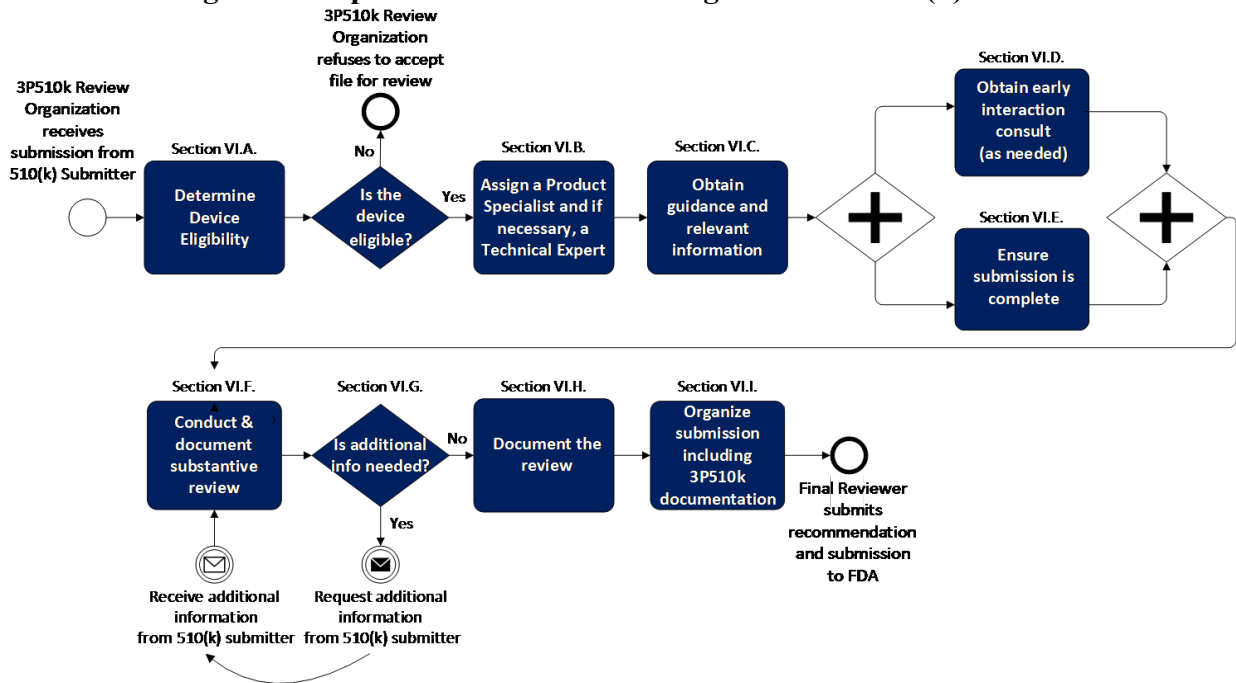 3P510k Review
Organization
refuses to accept
file for review
3P510k Review
Organization
receives
submission from
510(k) Submitter
Section VI.A.
Determine
Device
Eligibility
No
Is the
device
eligible?
Yes
Section VI.B.
Assign a Product
Specialist and if
necessary, a
Technical Expert
Section VI.C.
Obtain
guidance and
relevant
information
Section VI.D.
Obtain early
interaction
consult
(as needed)
Section VI.E.
Ensure
submission is
complete
Section VI.F.
Conduct &
document
substantive
review
Section VI.G.
Is additional
info needed?
No
Yes
Section VI.H.
Document the
review
Section VI.I.
Organize
submission
including
3P510k
documentation
Final Reviewer
submits
recommendation
and submission
to FDA
Receive additional
information
from 510(k) submitter
Request additional
information
from 510(k) submitter